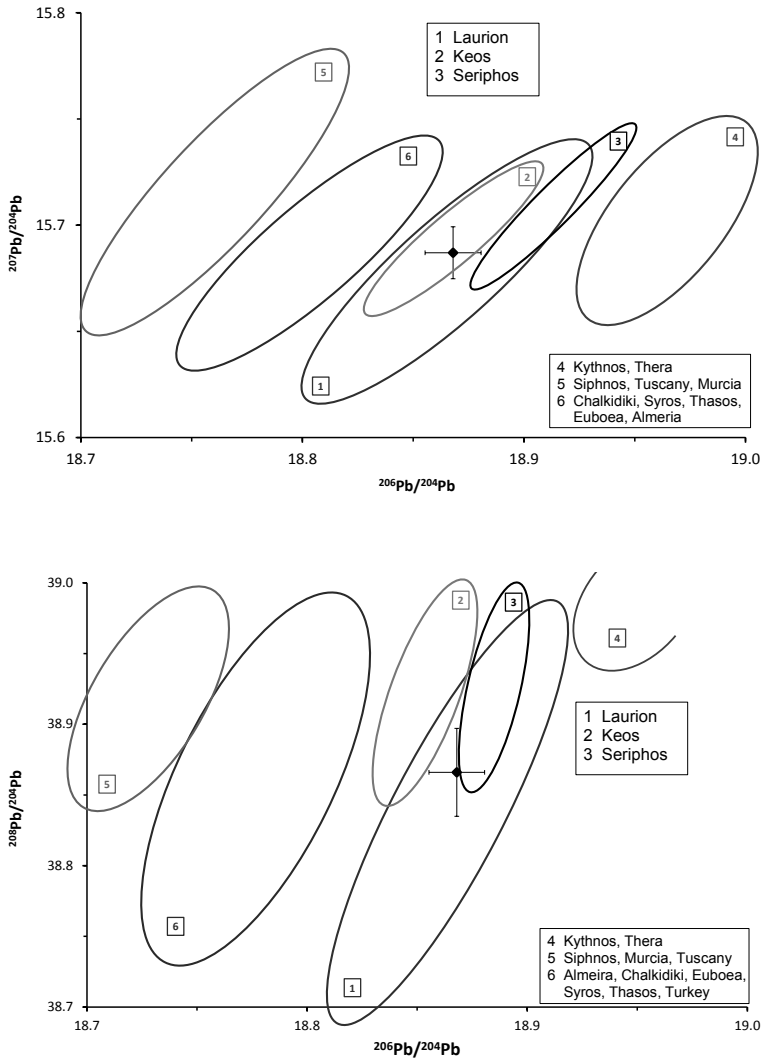 15.8
1 Laurion
2 Keos
3 Seriphos
5
4
3
6
2
²⁰⁷Pb/²⁰⁴Pb
15.7
1
4 Kythnos, Thera
5 Siphnos, Tuscany, Murcia
6 Chalkidiki, Syros, Thasos,
Euboea, Almeria
15.6
18.7
18.8
18.9
19.0
²⁰⁶Pb/²⁰⁴Pb
39.0
2
3
4
1 Laurion
2 Keos
3 Seriphos
38.9
5
²⁰⁸Pb/²⁰⁴Pb
38.8
6
1
4 Kythnos, Thera
5 Siphnos, Murcia, Tuscany
6 Almeira, Chalkidiki, Euboea,
Syros, Thasos, Turkey
38.7
18.7
18.8
18.9
19.0
²⁰⁶Pb/²⁰⁴Pb